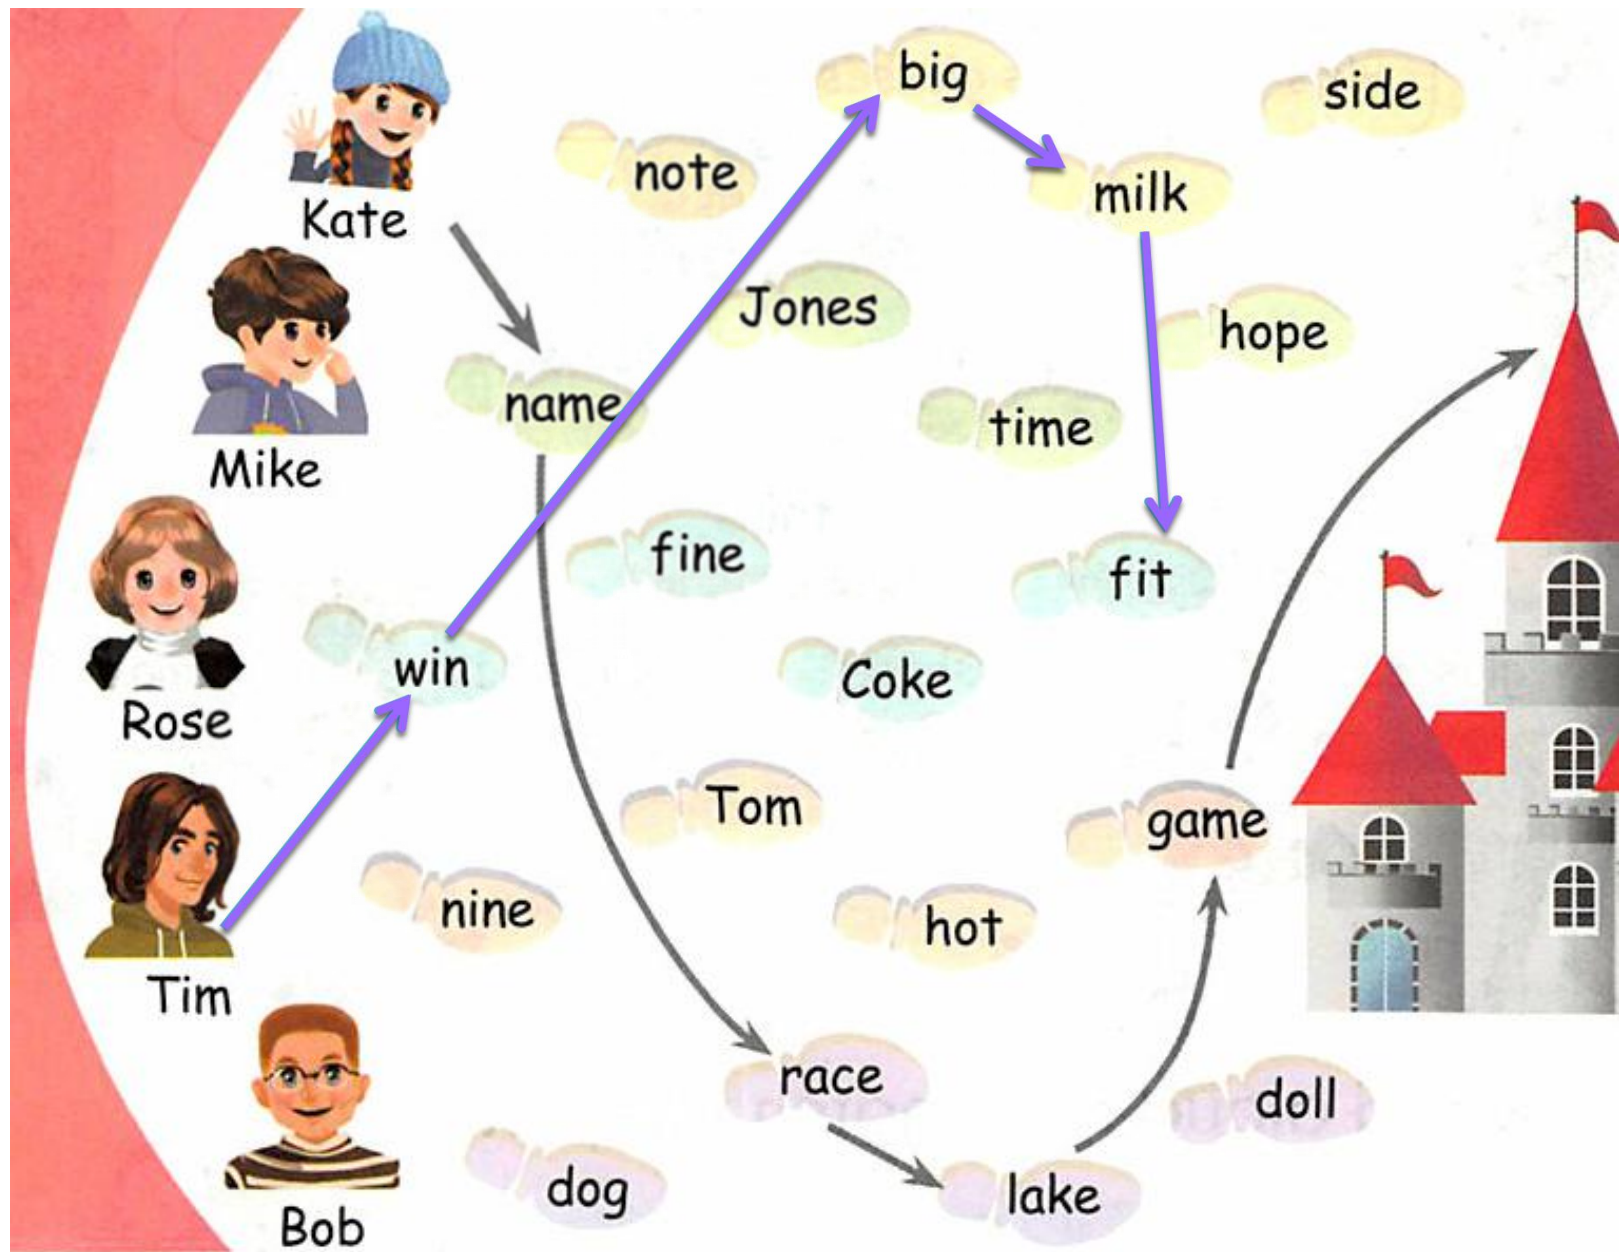 Kate
Mike
Rose
Tim
Bob
big
side
note
milk
Jones
hope
name
time
fine
fit
win
Coke
Tom
game
nine
hot
race
doll
dog
lake